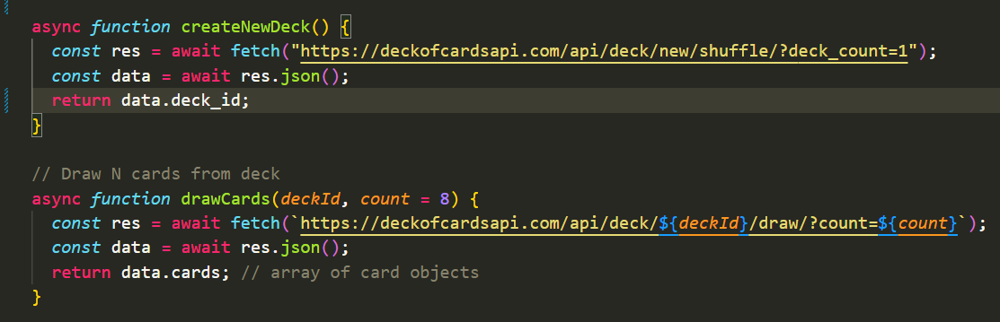 async function createNewDeck() {
  const res = await fetch("https://deckofcardsapi.com/api/deck/new/shuffle/?deck_count=1");
  const data = await res.json();
  return data.deck_id;
}
// Draw N cards from deck
async function drawCards(deckId, count = 8) {
  const res = await fetch(`https://deckofcardsapi.com/api/deck/${deckId}/draw/?count=${count}`);
  const data = await res.json();
  return data.cards; // array of card objects
}